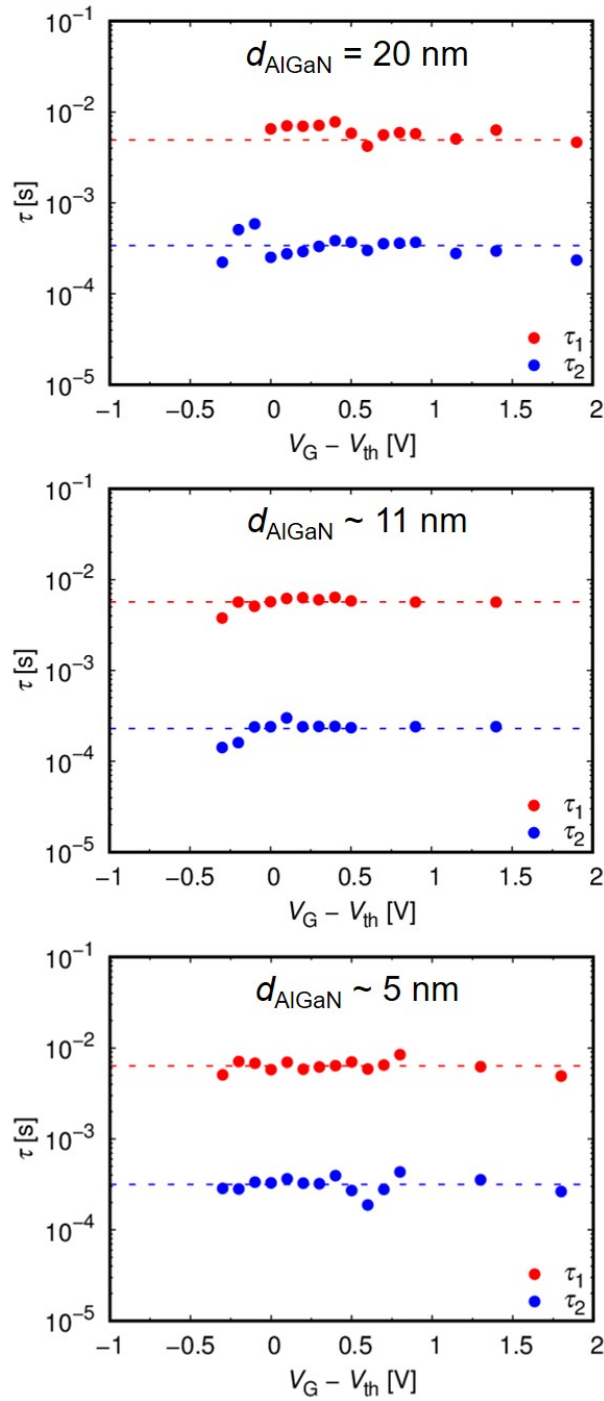 d_AlGaN = 20 nm
10⁻¹
10⁻²
10⁻³
10⁻⁴
10⁻⁵
τ [s]
τ₁
τ₂
−1 −0.5 0 0.5 1 1.5 2
V_G − V_th [V]
d_AlGaN ~ 11 nm
10⁻¹
10⁻²
10⁻³
10⁻⁴
10⁻⁵
τ [s]
τ₁
τ₂
−1 −0.5 0 0.5 1 1.5 2
V_G − V_th [V]
d_AlGaN ~ 5 nm
10⁻¹
10⁻²
10⁻³
10⁻⁴
10⁻⁵
τ [s]
τ₁
τ₂
−1 −0.5 0 0.5 1 1.5 2
V_G − V_th [V]